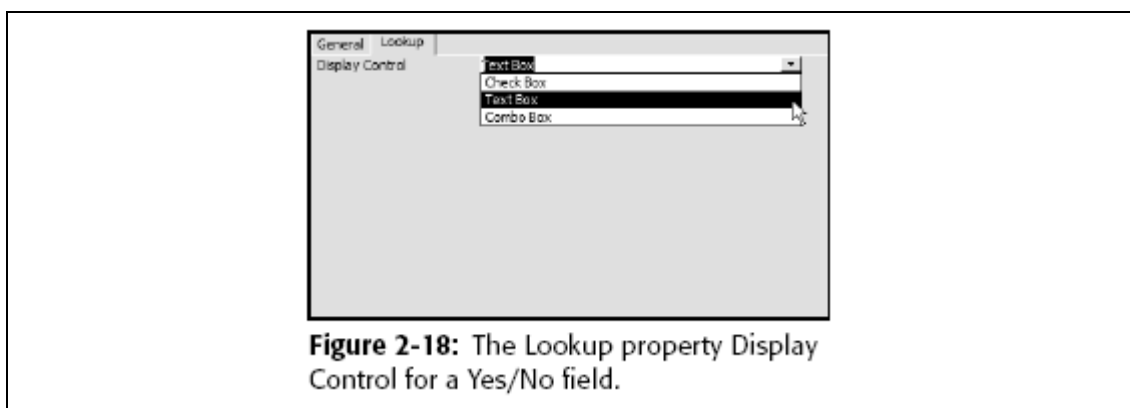 General Lookup
Display Control Text Box
Check Box
Text Box
Combo Box
Figure 2-18: The Lookup property Display
Control for a Yes/No field.